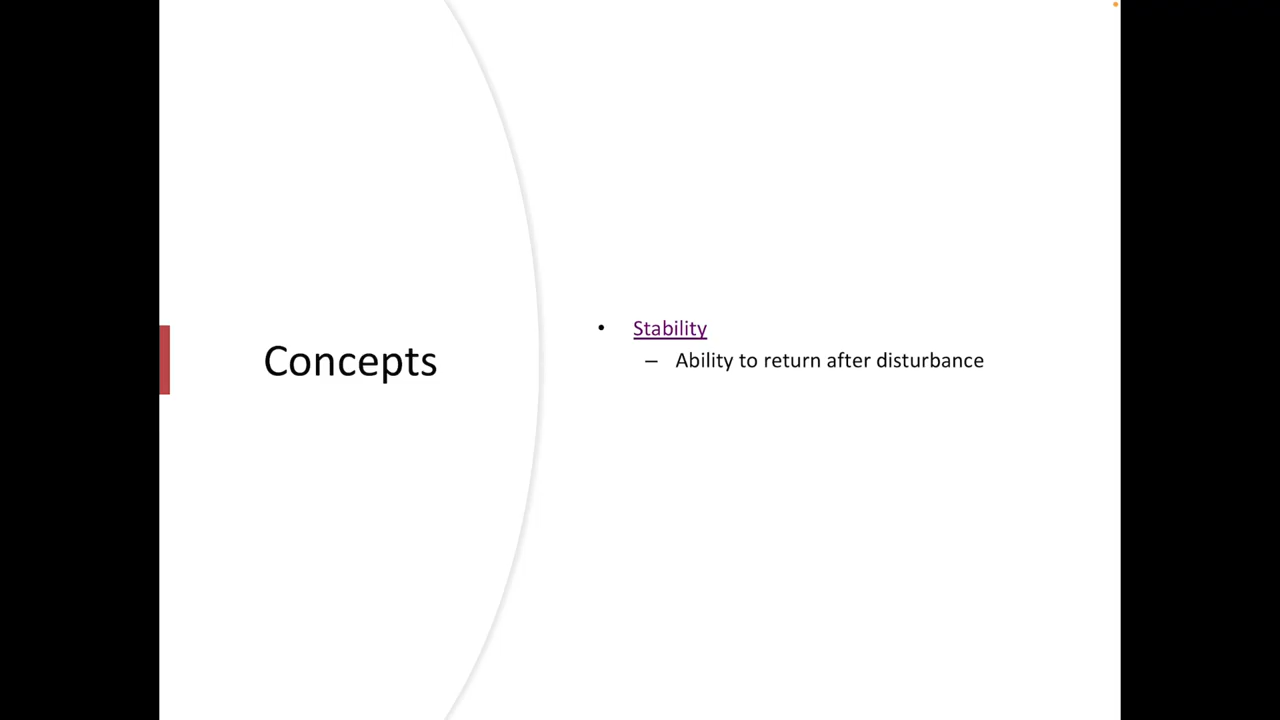 Concepts
• Stability
– Ability to return after disturbance